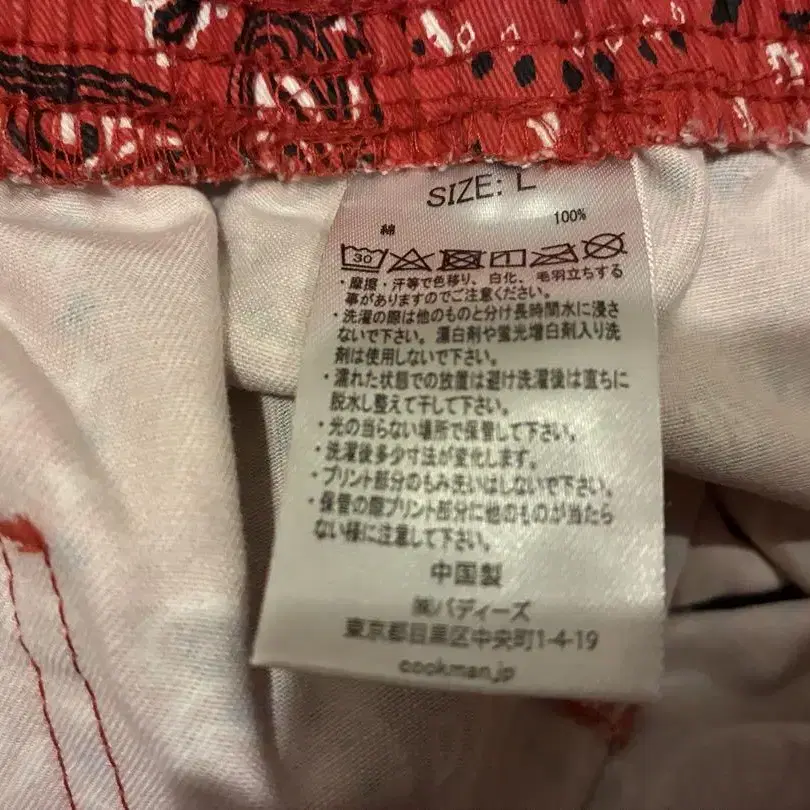 SIZE: L
綿 100%
30
・摩擦・汗等で色移り、白化、毛羽立ちする
事がありますのでご注意ください。
・洗濯の際は他のものと分け長時間水に浸さ
ないで下さい。漂白剤や蛍光増白剤入り洗
剤は使用しないで下さい。
・濡れた状態での放置は避け洗濯後は直ちに
脱水し整えて干して下さい。
・光の当らない場所で保管して下さい。
・洗濯後多少寸法が変化します。
・プリント部分のもみ洗いはしないで下さい。
・保管の際プリント部分に他のものが当たら
ない様に注意して下さい。
中国製
㈱バディーズ
東京都目黒区中央町1-4-19
cookman.jp